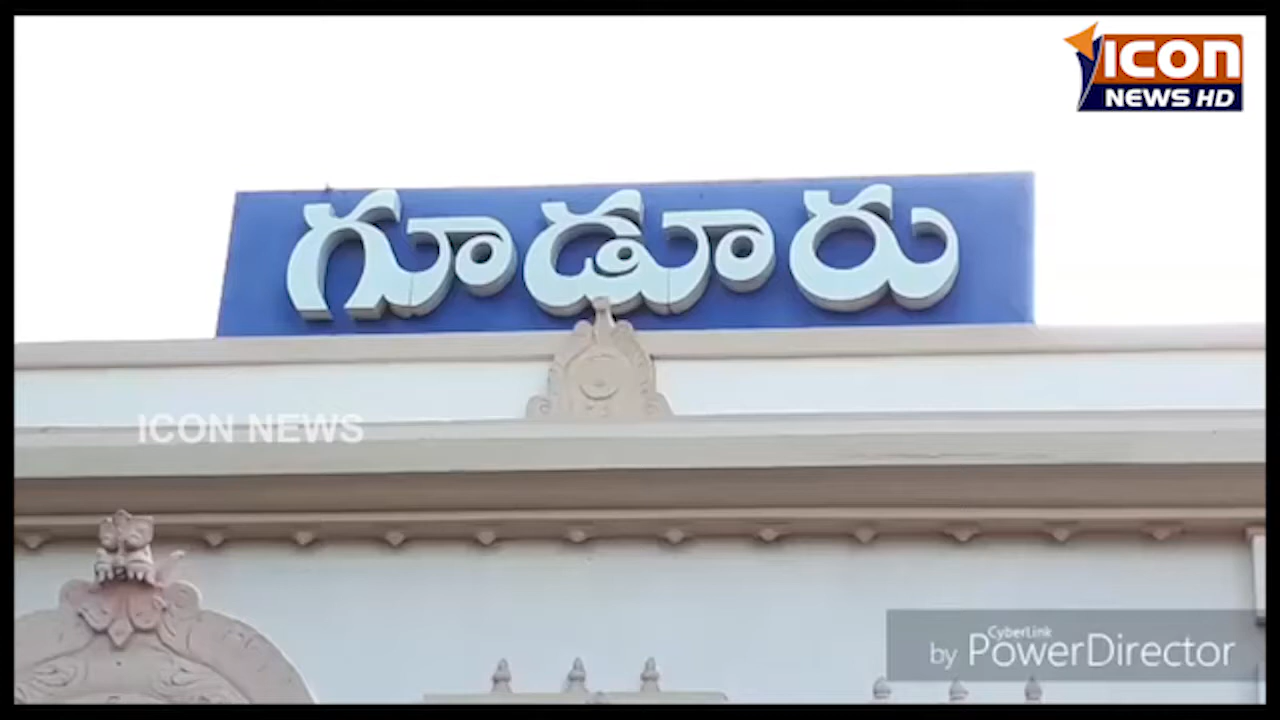 ICON
NEWS HD
గూడూరు
ICON NEWS
CyberLink
by PowerDirector